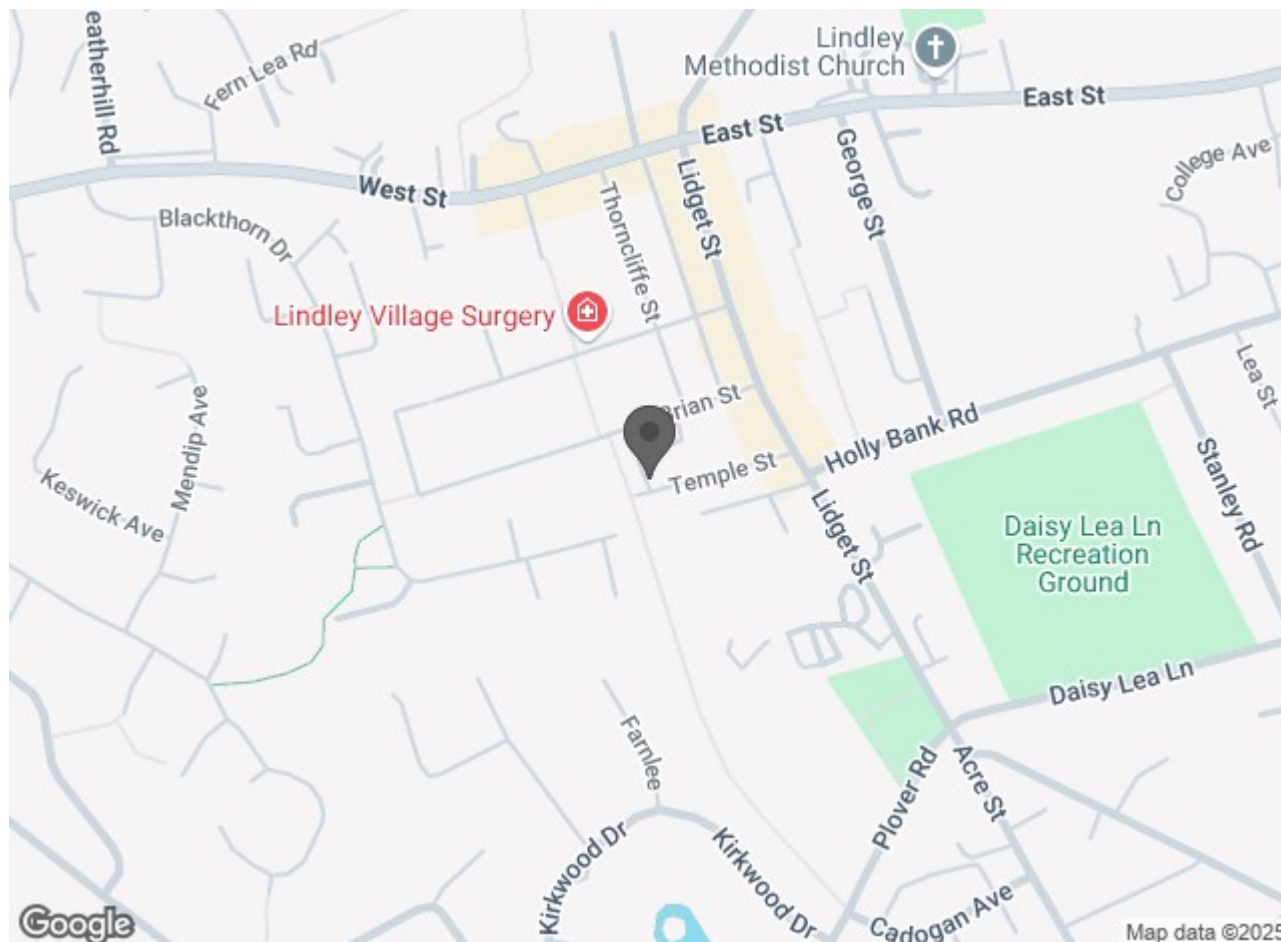 eatherhill Rd
Fern Lea Rd
Lindley
Methodist Church
East St
East St
West St
Lidget St
George St
College Ave
Blackthorn Dr
Thorncliffe St
Lindley Village Surgery
Mendip Ave
Keswick Ave
Brian St
Temple St
Holly Bank Rd
Lea St
Stanley Rd
Lidget St
Daisy Lea Ln
Recreation
Ground
Daisy Lea Ln
Farnlee
Plover Rd
Acre St
Kirkwood Dr
Kirkwood Dr
Cadogan Ave
Google
Map data ©2025